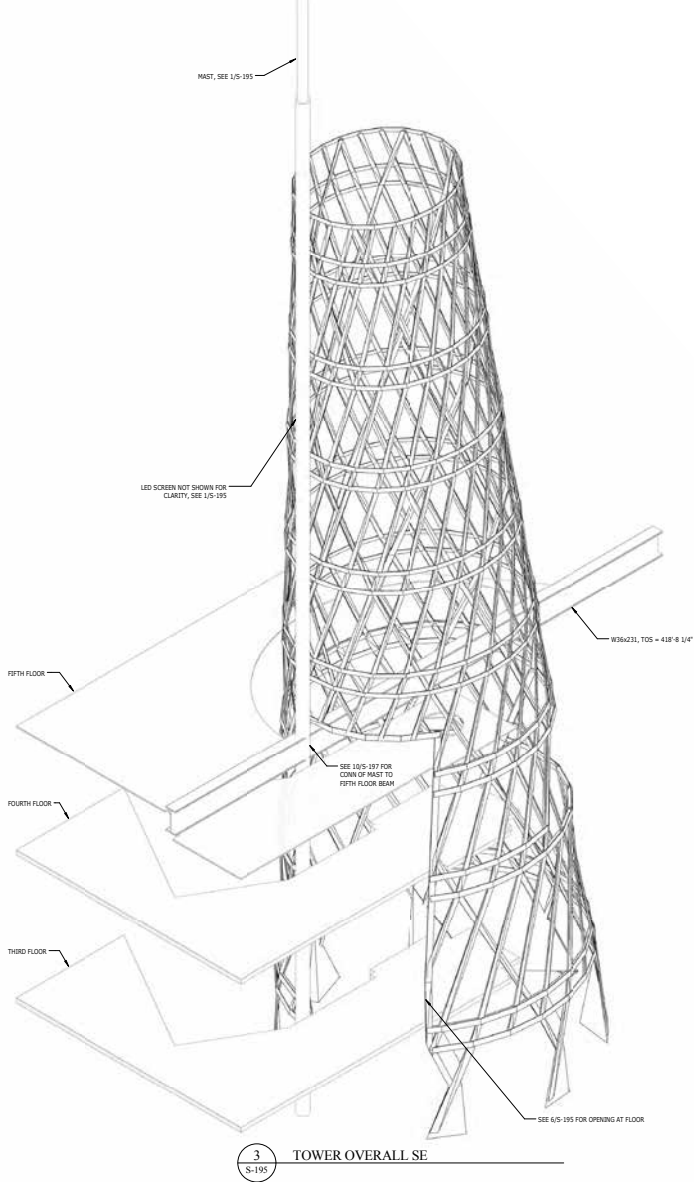 MAST, SEE 1/S-195
LED SCREEN NOT SHOWN FOR
CLARITY, SEE 1/S-195
W36x231, TOS = 418'-8 1/4"
FIFTH FLOOR
SEE 10/S-197 FOR
CONN OF MAST TO
FIFTH FLOOR BEAM
FOURTH FLOOR
THIRD FLOOR
SEE 6/S-195 FOR OPENING AT FLOOR
3
S-195
TOWER OVERALL SE